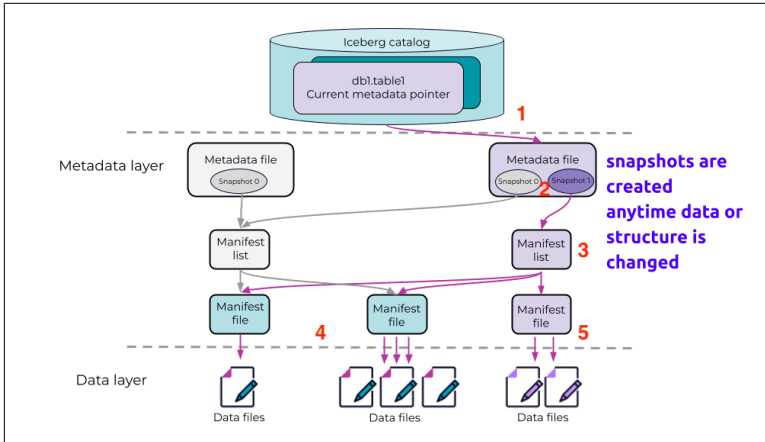 Iceberg catalog
db1.table1
Current metadata pointer
1
Metadata layer
Metadata file
Snapshot 0
Metadata file
Snapshot 0
2
Snapshot 1
snapshots are
created
anytime data or
structure is
changed
Manifest
list
Manifest
list
3
Manifest
file
4
Manifest
file
Manifest
file
5
Data layer
Data files
Data files
Data files